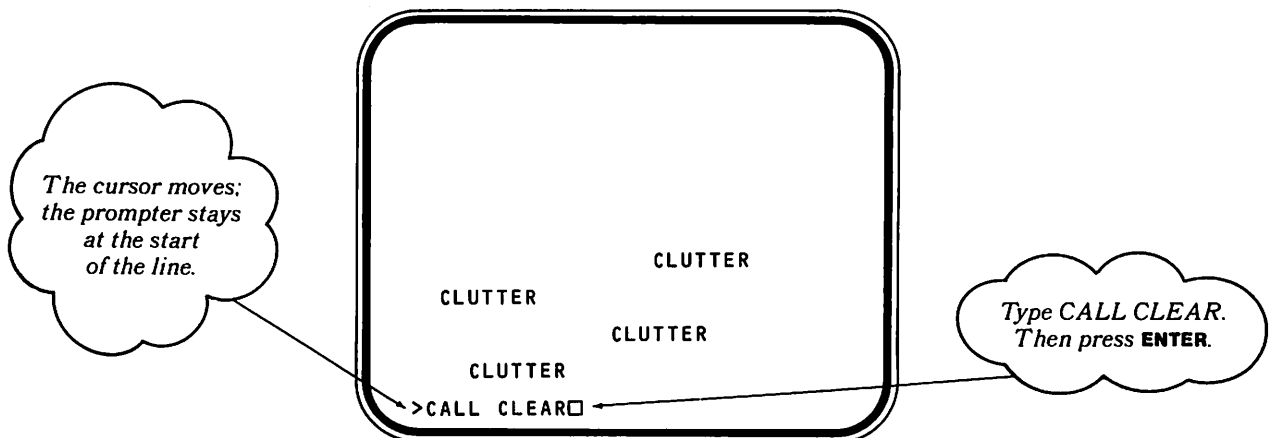 The cursor moves;
the prompter stays
at the start
of the line.
CLUTTER
CLUTTER
CLUTTER
CLUTTER
>CALL CLEAR□
Type CALL CLEAR.
Then press ENTER.